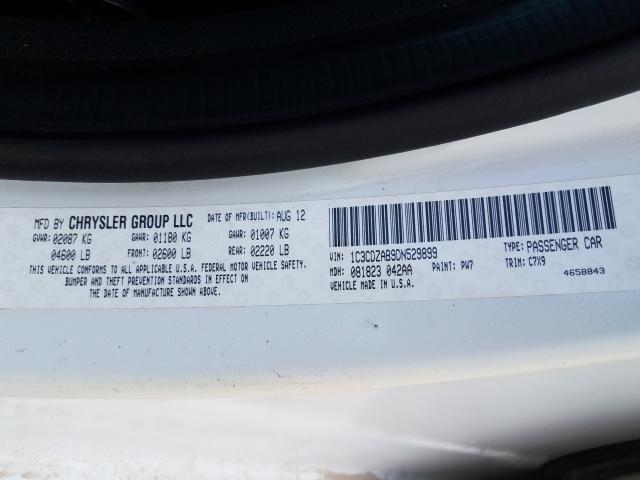 MFD BY CHRYSLER GROUP LLC DATE OF MFR(BUILT): AUG 12
GVWR: 02087 KG GAWR: 01180 KG GAWR: 01007 KG
04600 LB FRONT: 02600 LB REAR: 02220 LB
THIS VEHICLE CONFORMS TO ALL APPLICABLE U.S.A. FEDERAL MOTOR VEHICLE SAFETY,
BUMPER AND THEFT PREVENTION STANDARDS IN EFFECT ON
THE DATE OF MANUFACTURE SHOWN ABOVE.
VIN: 1C3CDZAB9DN529899 TYPE: PASSENGER CAR
MDH: 081823 042AA PAINT: PW7 TRIM: C7X9
VEHICLE MADE IN U.S.A. 4658843